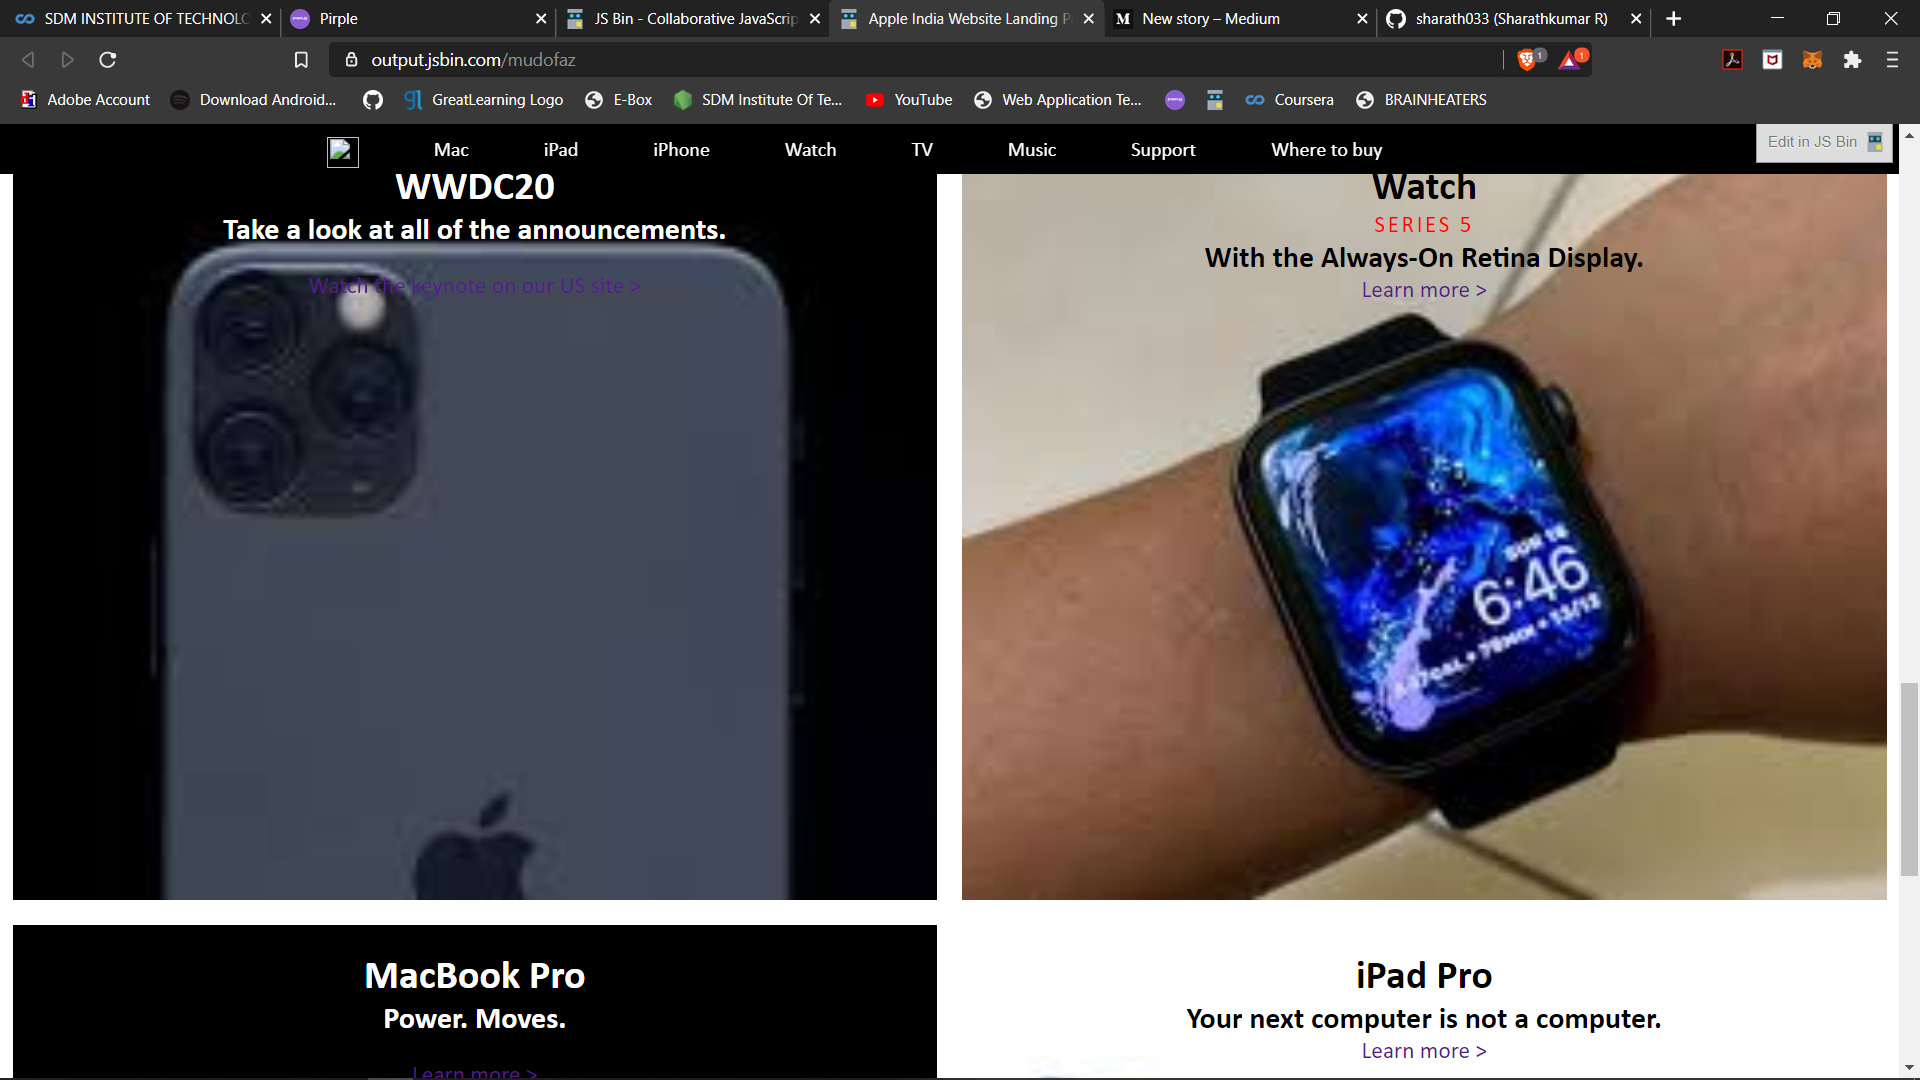 SDM INSTITUTE OF TECHNOLO
Pirple
JS Bin - Collaborative JavaScrip
Apple India Website Landing P
New story – Medium
sharath033 (Sharathkumar R)
output.jsbin.com/mudofaz
1
1
Adobe Account
Download Android...
GreatLearning Logo
E-Box
SDM Institute Of Te...
YouTube
Web Application Te...
Coursera
BRAINHEATERS
Mac
iPad
iPhone
Watch
TV
Music
Support
Where to buy
Edit in JS Bin
WWDC20
Take a look at all of the announcements.
Watch the keynote on our US site >
Watch
SERIES 5
With the Always-On Retina Display.
Learn more >
SUN 16
6:46
MacBook Pro
Power. Moves.
Learn more >
iPad Pro
Your next computer is not a computer.
Learn more >